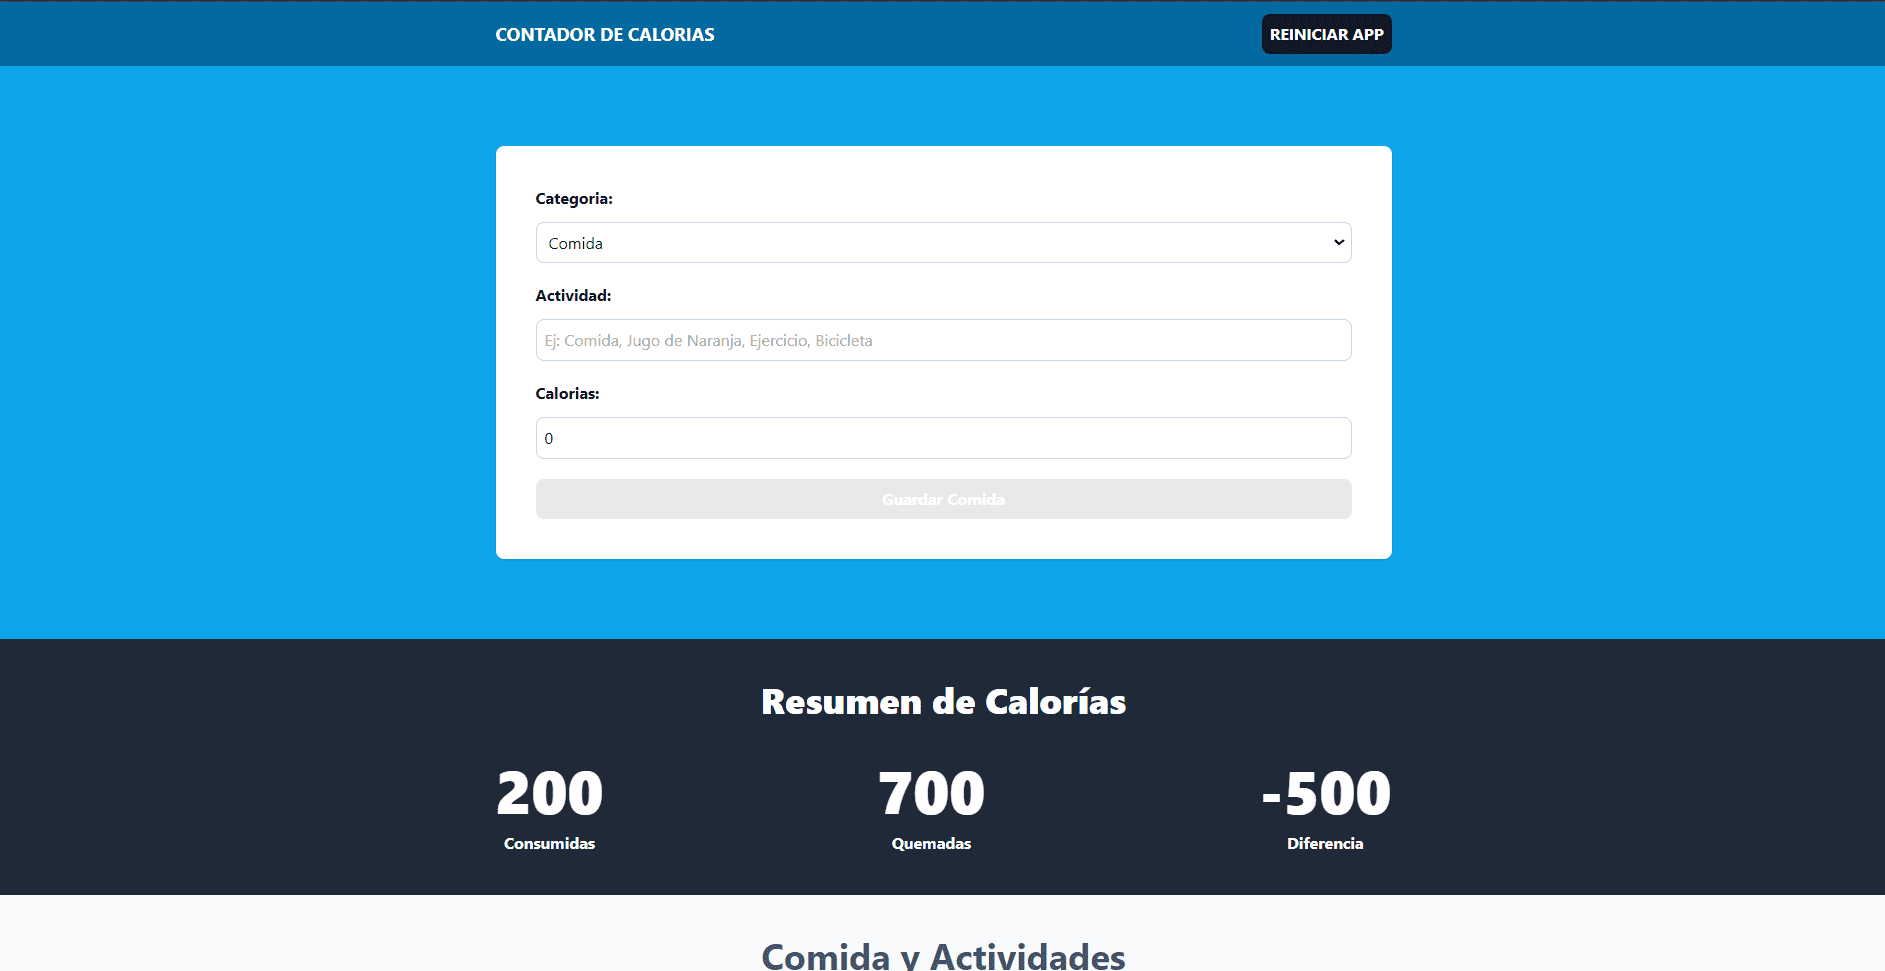 CONTADOR DE CALORIAS
REINICIAR APP
Categoria:
Comida
Actividad:
Ej: Comida, Jugo de Naranja, Ejercicio, Bicicleta
Calorias:
0
Guardar Comida
Resumen de Calorías
200
Consumidas
700
Quemadas
-500
Diferencia
Comida y Actividades